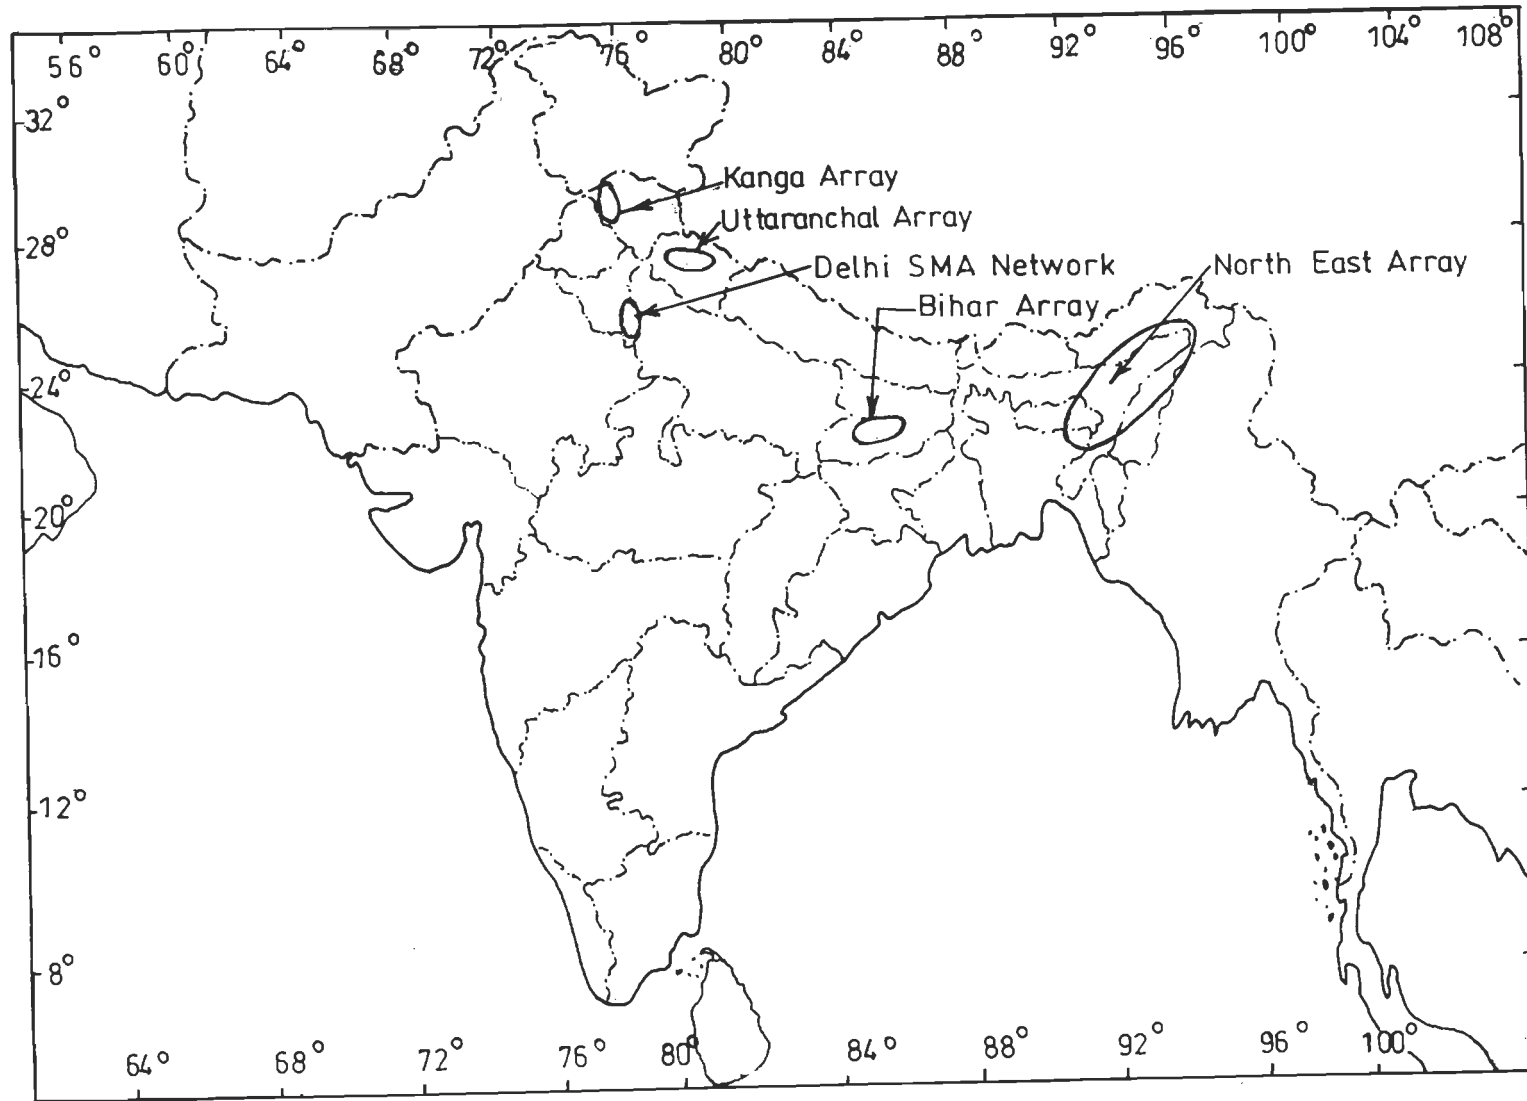 56° 60° 64° 68° 72° 76° 80° 84° 88° 92° 96° 100° 104° 108°
32°
Kanga Array
Uttaranchal Array
28°
Delhi SMA Network
North East Array
Bihar Array
24°
20°
16°
12°
8°
64° 68° 72° 76° 80° 84° 88° 92° 96° 100°